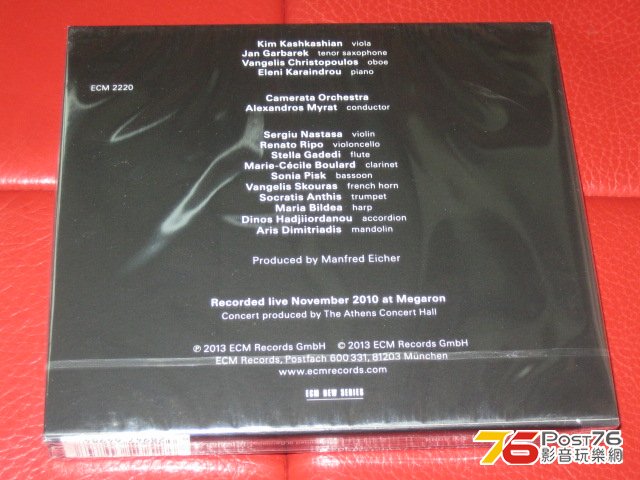 Kim Kashkashian viola
Jan Garbarek tenor saxophone
Vangelis Christopoulos oboe
Eleni Karaindrou piano
ECM 2220
Camerata Orchestra
Alexandros Myrat conductor
Sergiu Nastasa violin
Renato Ripo violoncello
Stella Gadedi flute
Marie-Cécile Boulard clarinet
Sonia Pisk bassoon
Vangelis Skouras french horn
Socratis Anthis trumpet
Maria Bildea harp
Dinos Hadjiiordanou accordion
Aris Dimitriadis mandolin
Produced by Manfred Eicher
Recorded live November 2010 at Megaron
Concert produced by The Athens Concert Hall
℗ 2013 ECM Records GmbH © 2013 ECM Records GmbH
ECM Records, Postfach 600 331, 81203 München
www.ecmrecords.com
ECM NEW SERIES
76 Post76
影音玩樂網